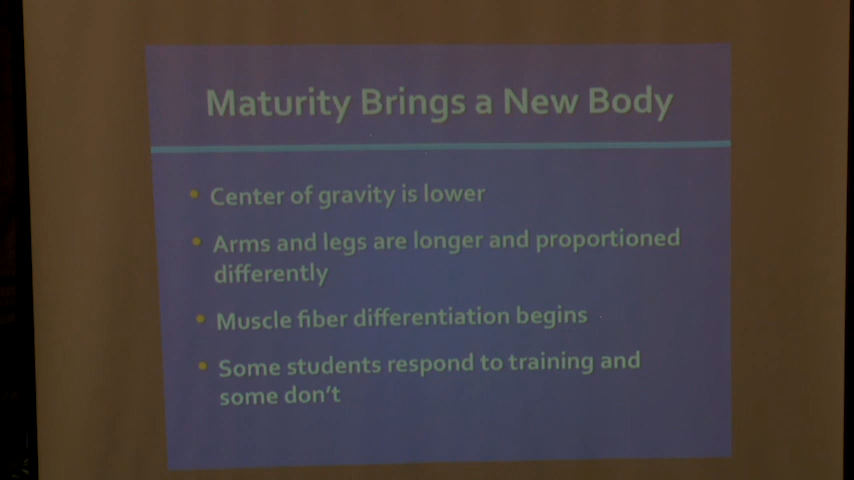 Maturity Brings a New Body
• Center of gravity is lower
• Arms and legs are longer and proportioned
differently
• Muscle fiber differentiation begins
• Some students respond to training and
some don't